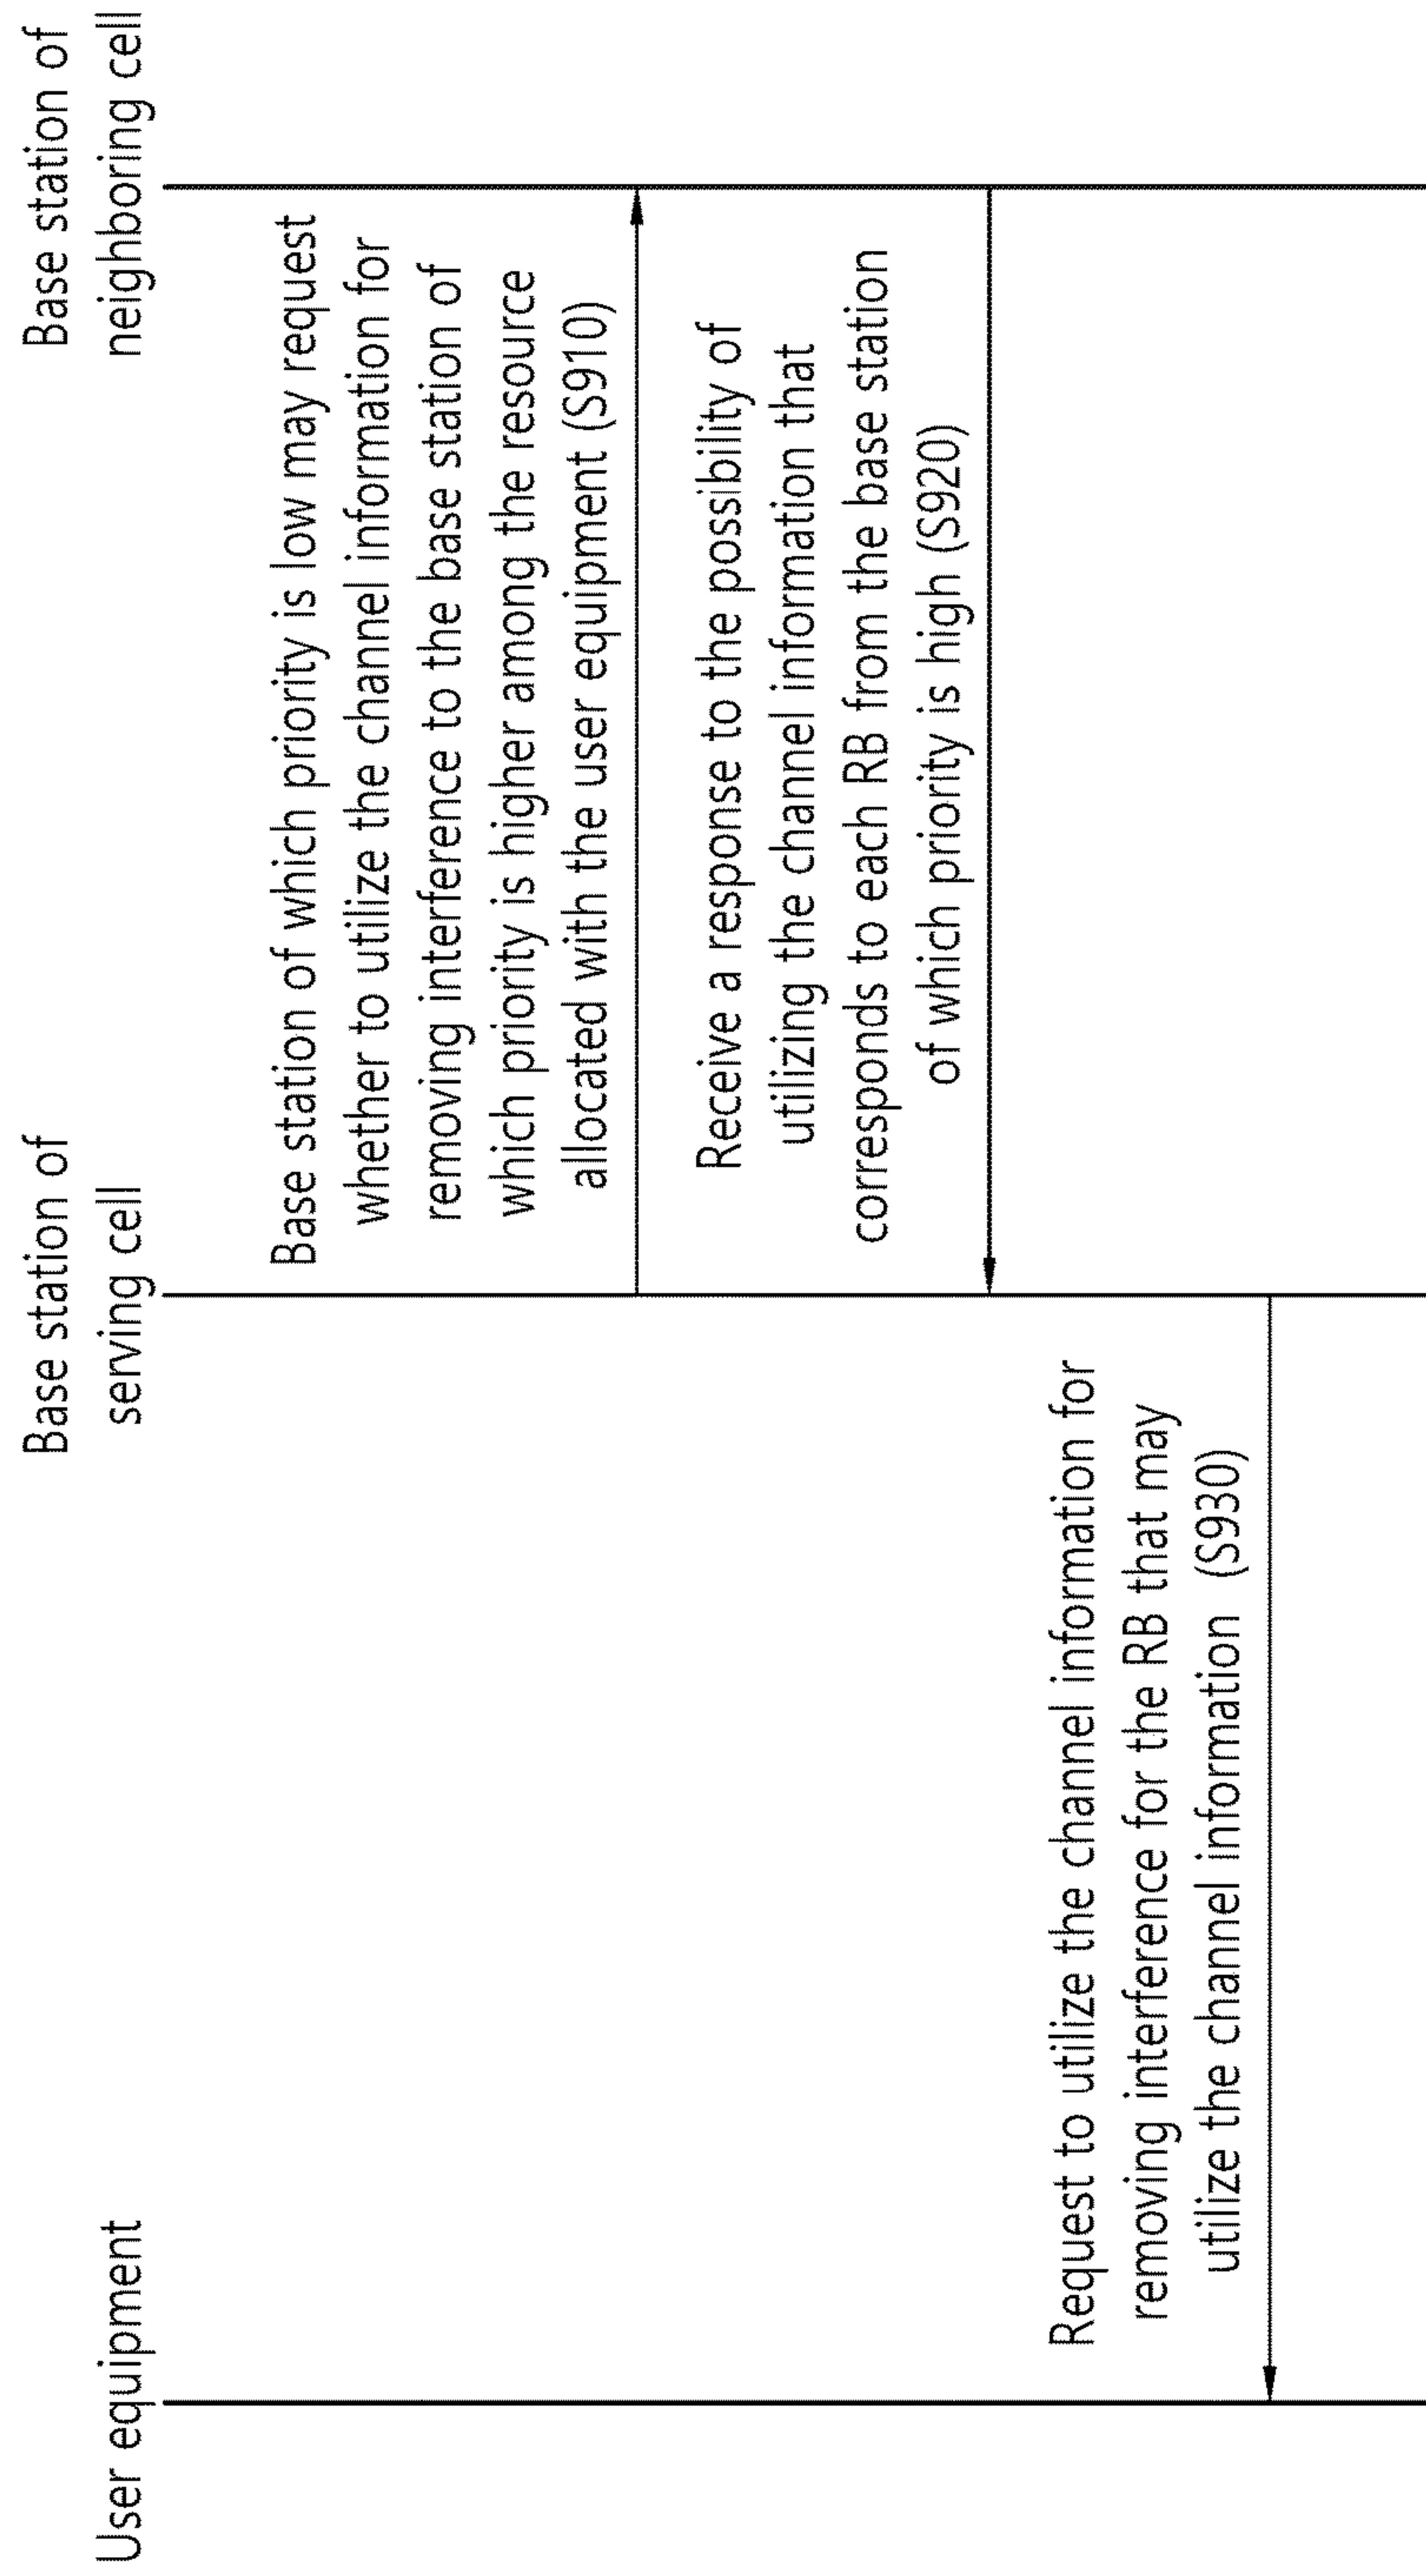 User equipment
Base station of
serving cell
Base station of
neighboring cell
Base station of which priority is low may request
whether to utilize the channel information for
removing interference to the base station of
which priority is higher among the resource
allocated with the user equipment (S910)
Receive a response to the possibility of
utilizing the channel information that
corresponds to each RB from the base station
of which priority is high (S920)
Request to utilize the channel information for
removing interference for the RB that may
utilize the channel information (S930)